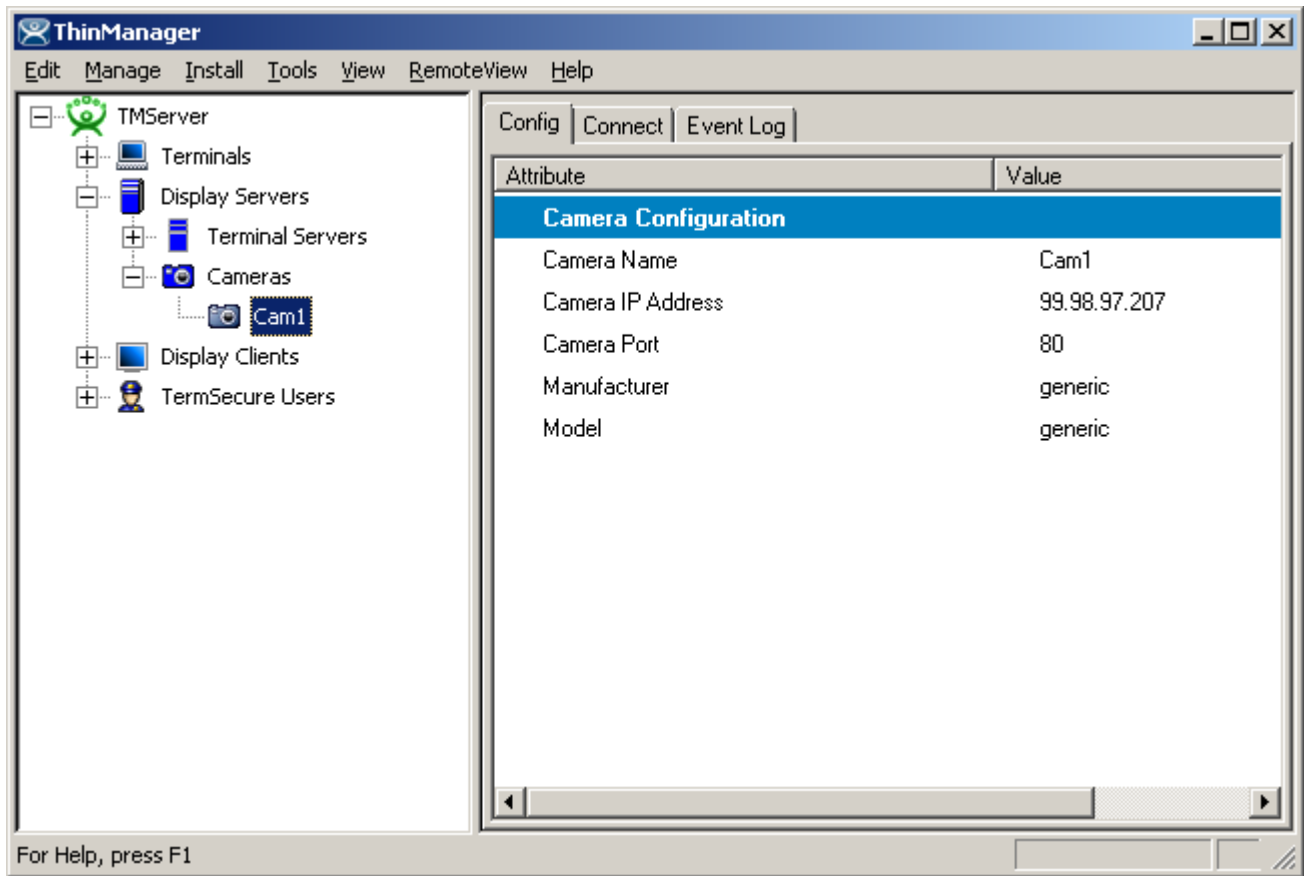 ThinManager
Edit Manage Install Tools View RemoteView Help
TMServer
Terminals
Display Servers
Terminal Servers
Cameras
Cam1
Display Clients
TermSecure Users
Config Connect Event Log
Attribute Value
Camera Configuration
Camera Name Cam1
Camera IP Address 99.98.97.207
Camera Port 80
Manufacturer generic
Model generic
For Help, press F1